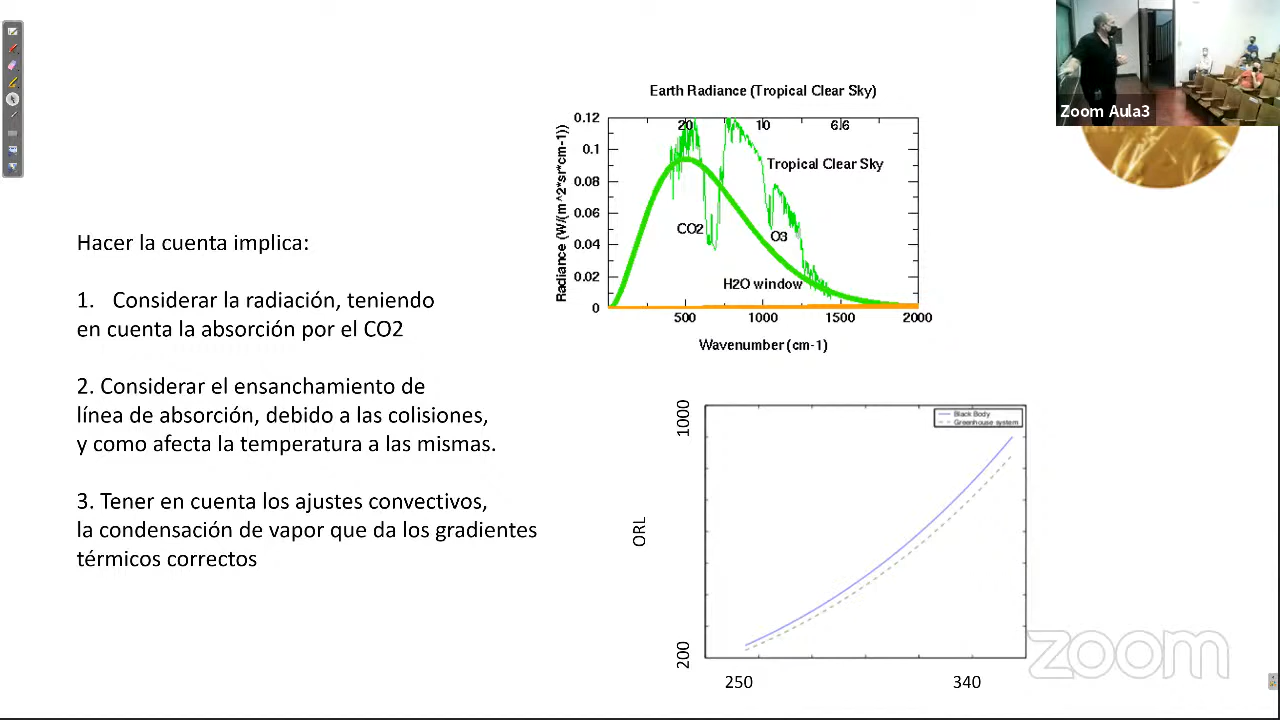 Zoom Aula3
Hacer la cuenta implica:
1. Considerar la radiación, teniendo
en cuenta la absorción por el CO2
2. Considerar el ensanchamiento de
línea de absorción, debido a las colisiones,
y como afecta la temperatura a las mismas.
3. Tener en cuenta los ajustes convectivos,
la condensación de vapor que da los gradientes
térmicos correctos
Earth Radiance (Tropical Clear Sky)
20 10 6.6
0.12
0.1
0.08
0.06
0.04
0.02
0
Radiance (W/(m^2*sr*cm-1))
Tropical Clear Sky
CO2
O3
H2O window
500 1000 1500 2000
Wavenumber (cm-1)
1000
Black Body
Greenhouse system
ORL
200
250 340
zoom